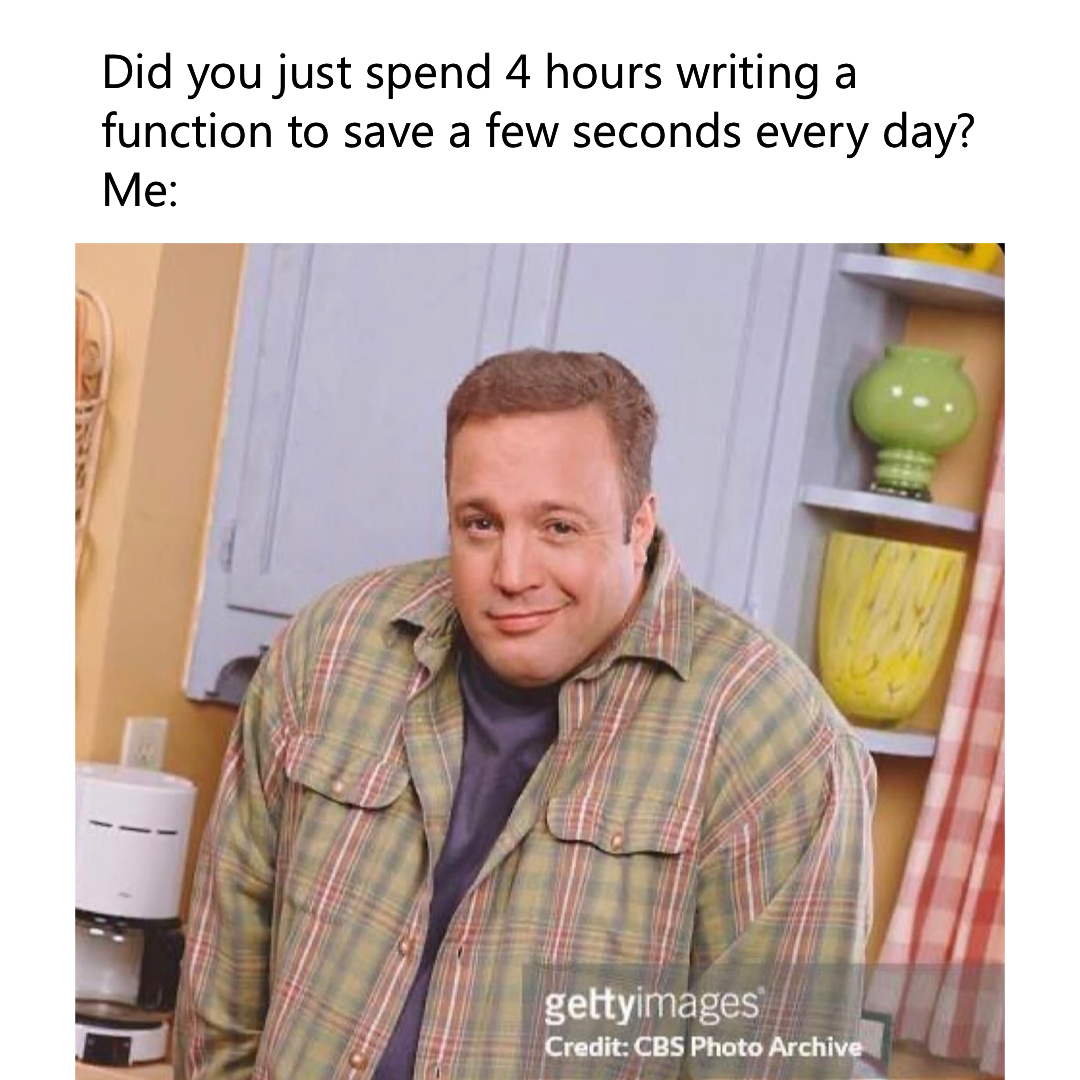 Did you just spend 4 hours writing a
function to save a few seconds every day?
Me:
gettyimages®
Credit: CBS Photo Archive